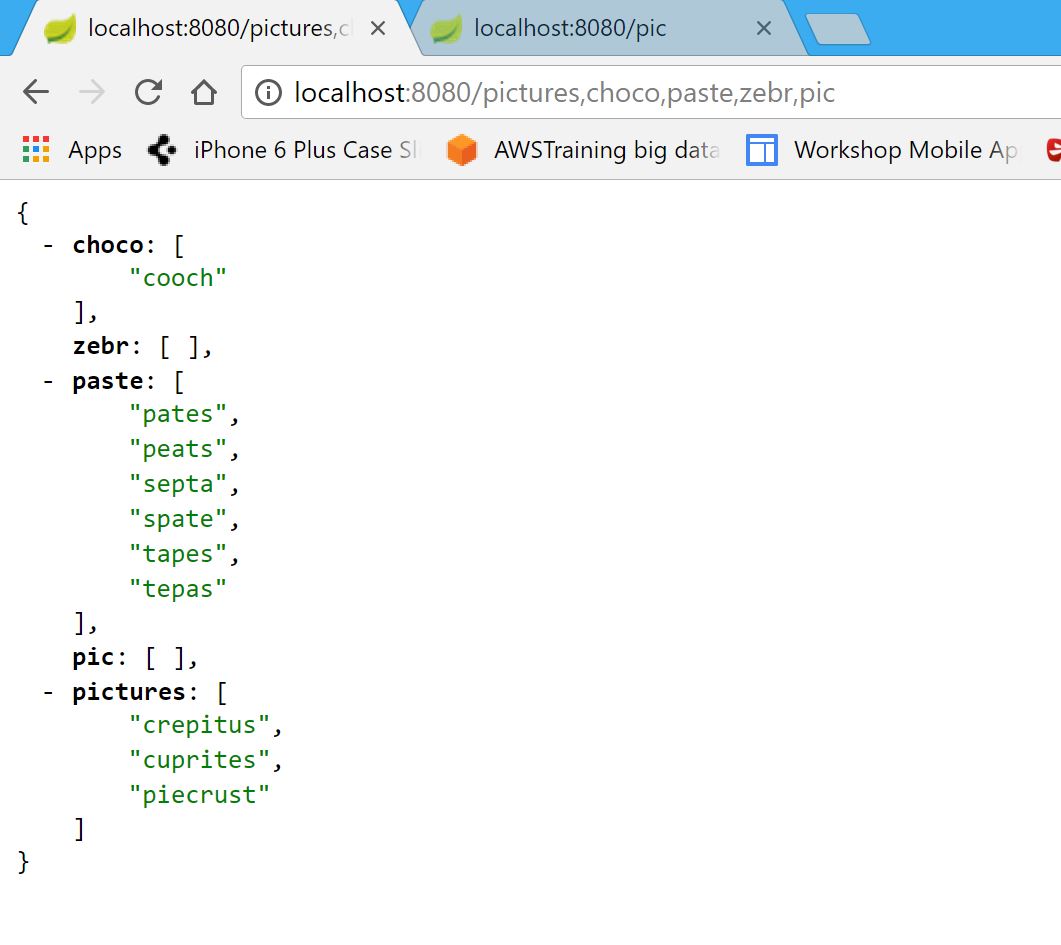 localhost:8080/pictures,cl
localhost:8080/pic
localhost:8080/pictures,choco,paste,zebr,pic
Apps iPhone 6 Plus Case Sl AWSTraining big data Workshop Mobile Ap
{
- choco: [
"cooch"
],
zebr: [ ],
- paste: [
"pates",
"peats",
"septa",
"spate",
"tapes",
"tepas"
],
pic: [ ],
- pictures: [
"crepitus",
"cuprites",
"piecrust"
]
}